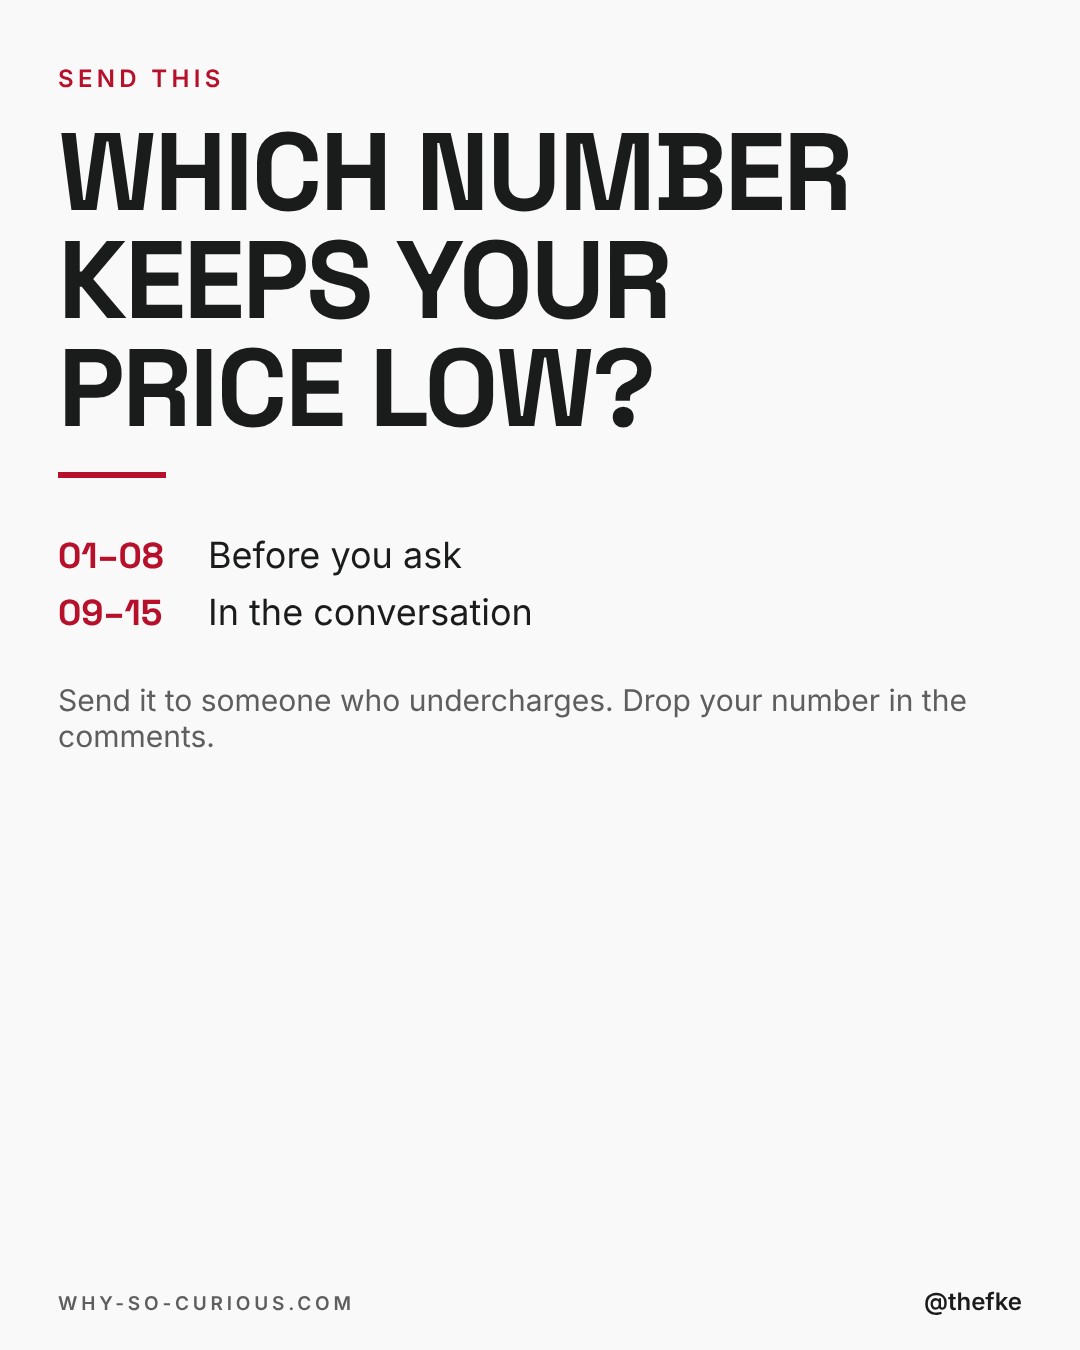 SEND THIS
WHICH NUMBER
KEEPS YOUR
PRICE LOW?
01–08 Before you ask
09–15 In the conversation
Send it to someone who undercharges. Drop your number in the
comments.
WHY-SO-CURIOUS.COM
@thefke